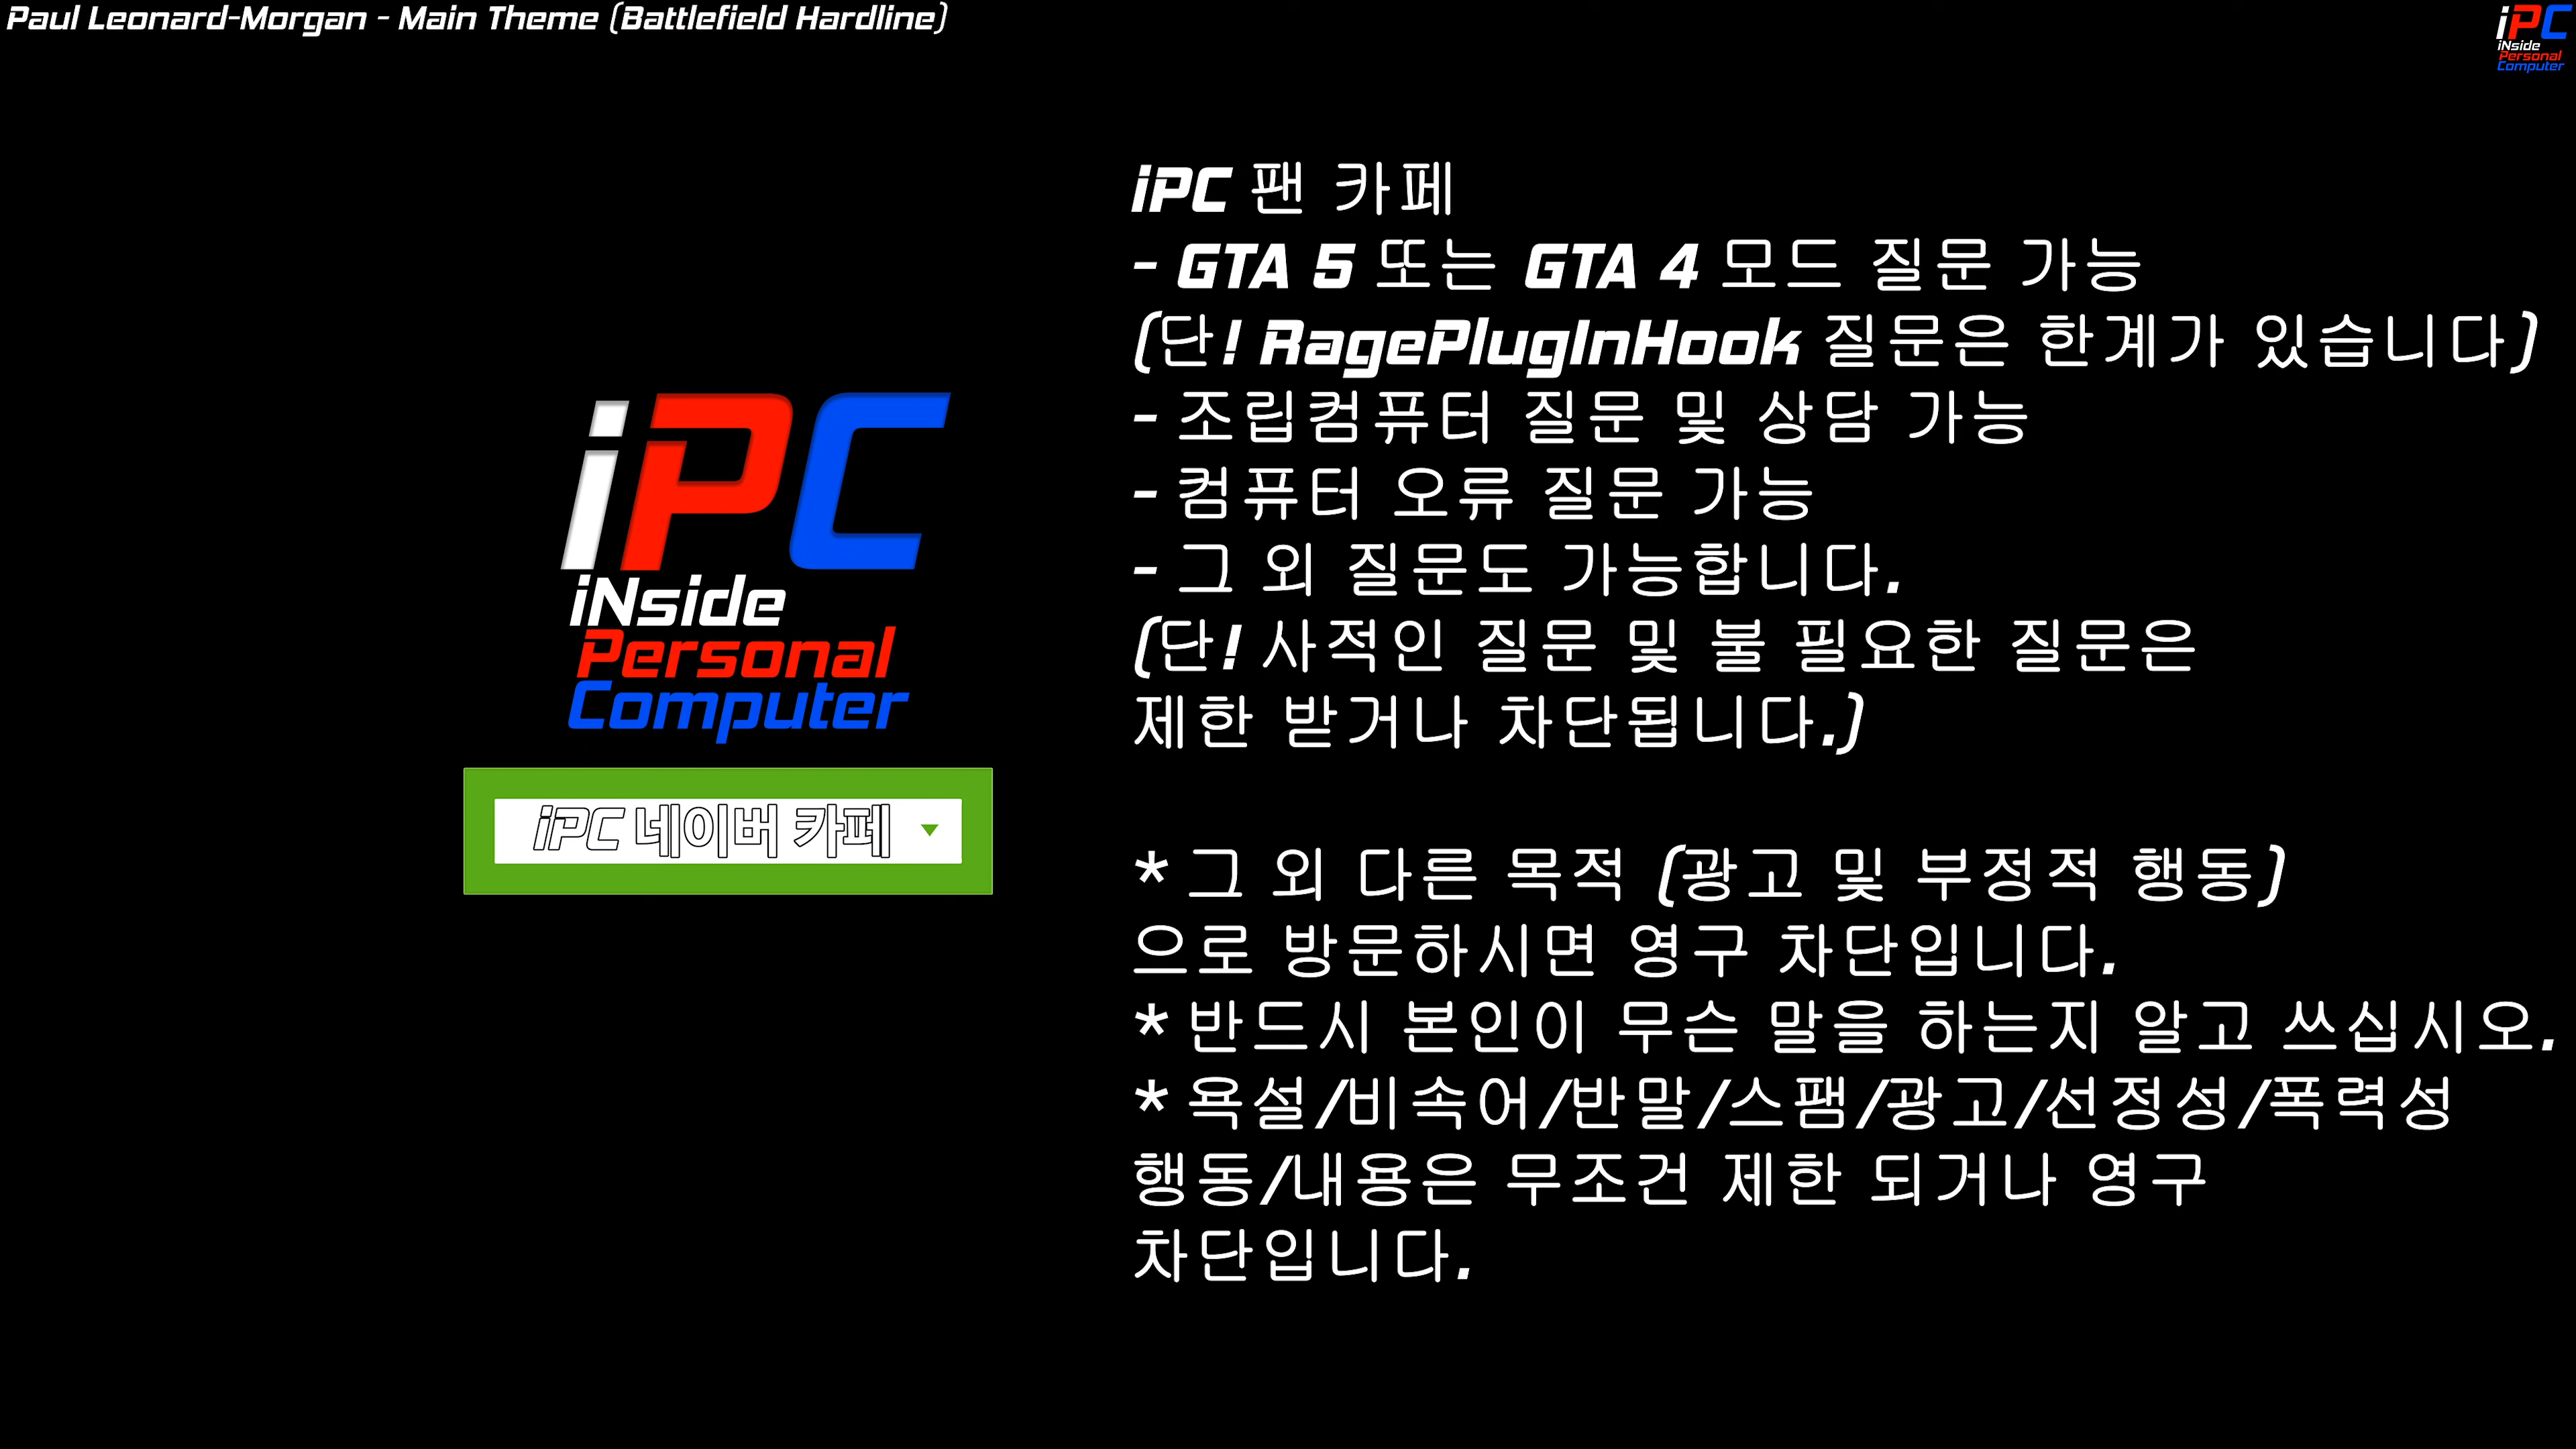 Paul Leonard-Morgan - Main Theme (Battlefield Hardline)
iPC
iNside
Personal
Computer
iPC
iNside
Personal
Computer
iPC 네이버 카페
iPC 팬 카페
- GTA 5 또는 GTA 4 모드 질문 가능
(단! RagePlugInHook 질문은 한계가 있습니다)
- 조립컴퓨터 질문 및 상담 가능
- 컴퓨터 오류 질문 가능
- 그 외 질문도 가능합니다.
(단! 사적인 질문 및 불 필요한 질문은
제한 받거나 차단됩니다.)
* 그 외 다른 목적 (광고 및 부정적 행동)
으로 방문하시면 영구 차단입니다.
* 반드시 본인이 무슨 말을 하는지 알고 쓰십시오.
* 욕설/비속어/반말/스팸/광고/선정성/폭력성
행동/내용은 무조건 제한 되거나 영구
차단입니다.